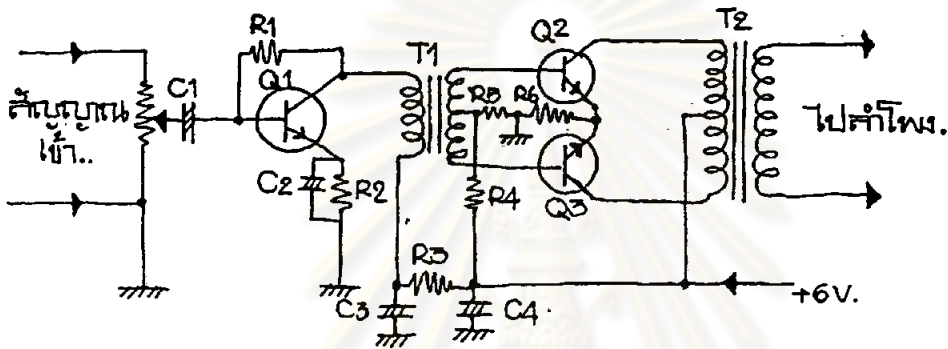 สัญญาณ
เข้า..
C1
R1
Q1
C2
R2
T1
R5
R6
Q2
Q3
R4
R3
C3
C4
T2
+6V.
ไปลำโพง.